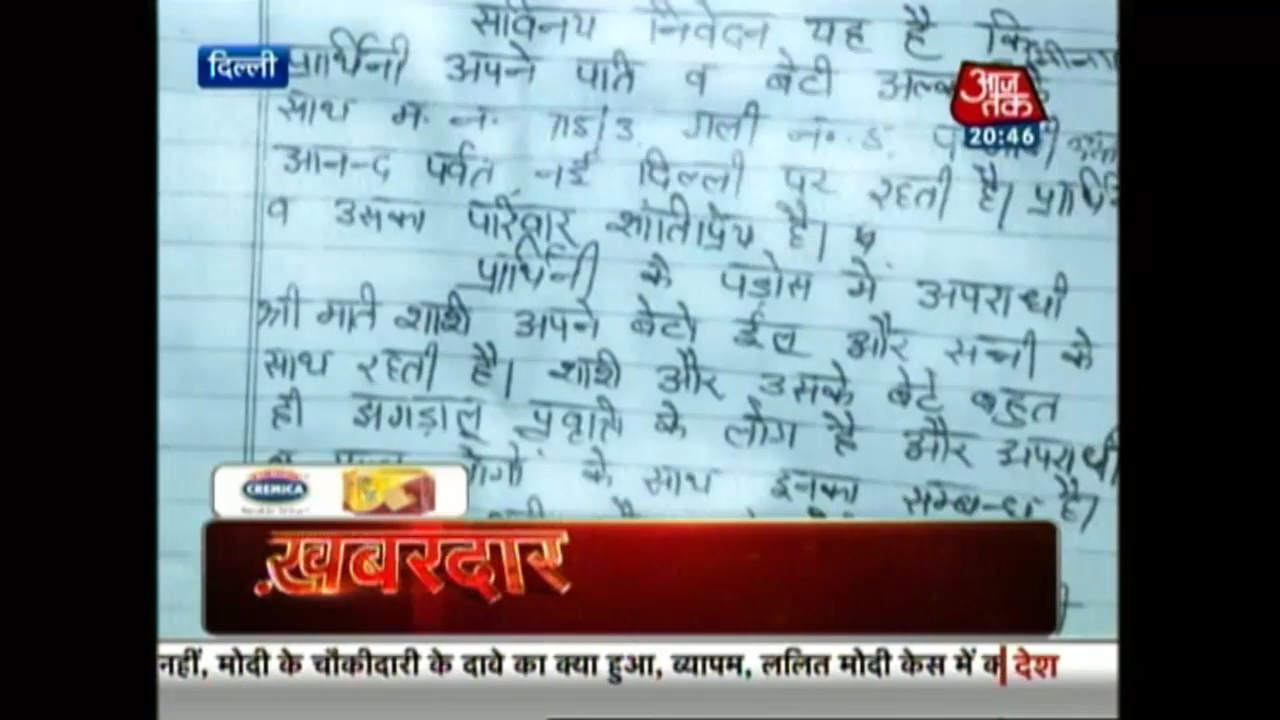 सविनय निवेदन यह है कि
दिल्ली
प्रार्थिनी अपने पति व बेटी
आज तक
20:46
साथ म. नं. गली नं.
आनन्द पर्वत नई दिल्ली पर रहती है। प्रार्थिनी
व उसका परिवार शांतिप्रिय है।
प्रार्थिनी के पड़ोस में अपराधी
श्री मति शशि अपने बेटो और सन्नी के
साथ रहती है। शशि और उसके बेटे बहुत
ही झगड़ालू प्रवृति के लोग है और अपराधी
लोगों के साथ इनका सम्बन्ध है।
CREMICA
ख़बरदार
नहीं, मोदी के चौकीदारी के दावे का क्या हुआ, व्यापम, ललित मोदी केस में
देश